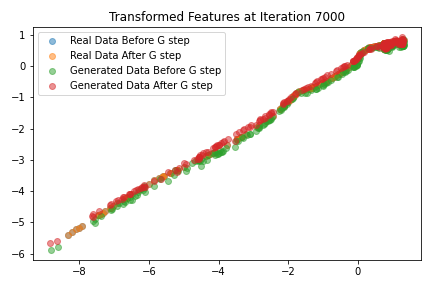 Transformed Features at Iteration 7000
Real Data Before G step
Real Data After G step
Generated Data Before G step
Generated Data After G step
1
0
−1
−2
−3
−4
−5
−6
−8 −6 −4 −2 0